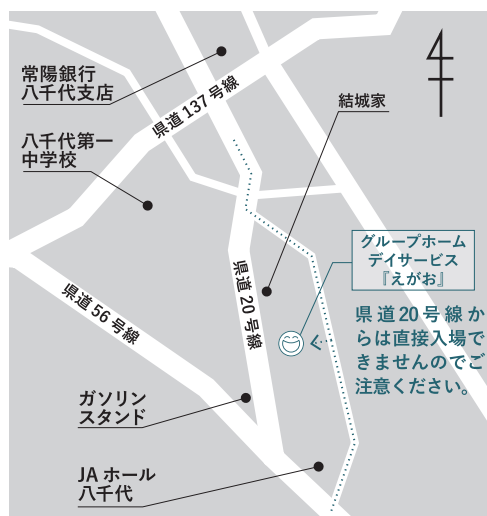 常陽銀行
八千代支店
県道137号線
結城家
八千代第一
中学校
グループホーム
デイサービス
『えがお』
県道20号線
県道20号線か
らは直接入場で
きませんのでご
注意ください。
県道56号線
ガソリン
スタンド
JAホール
八千代